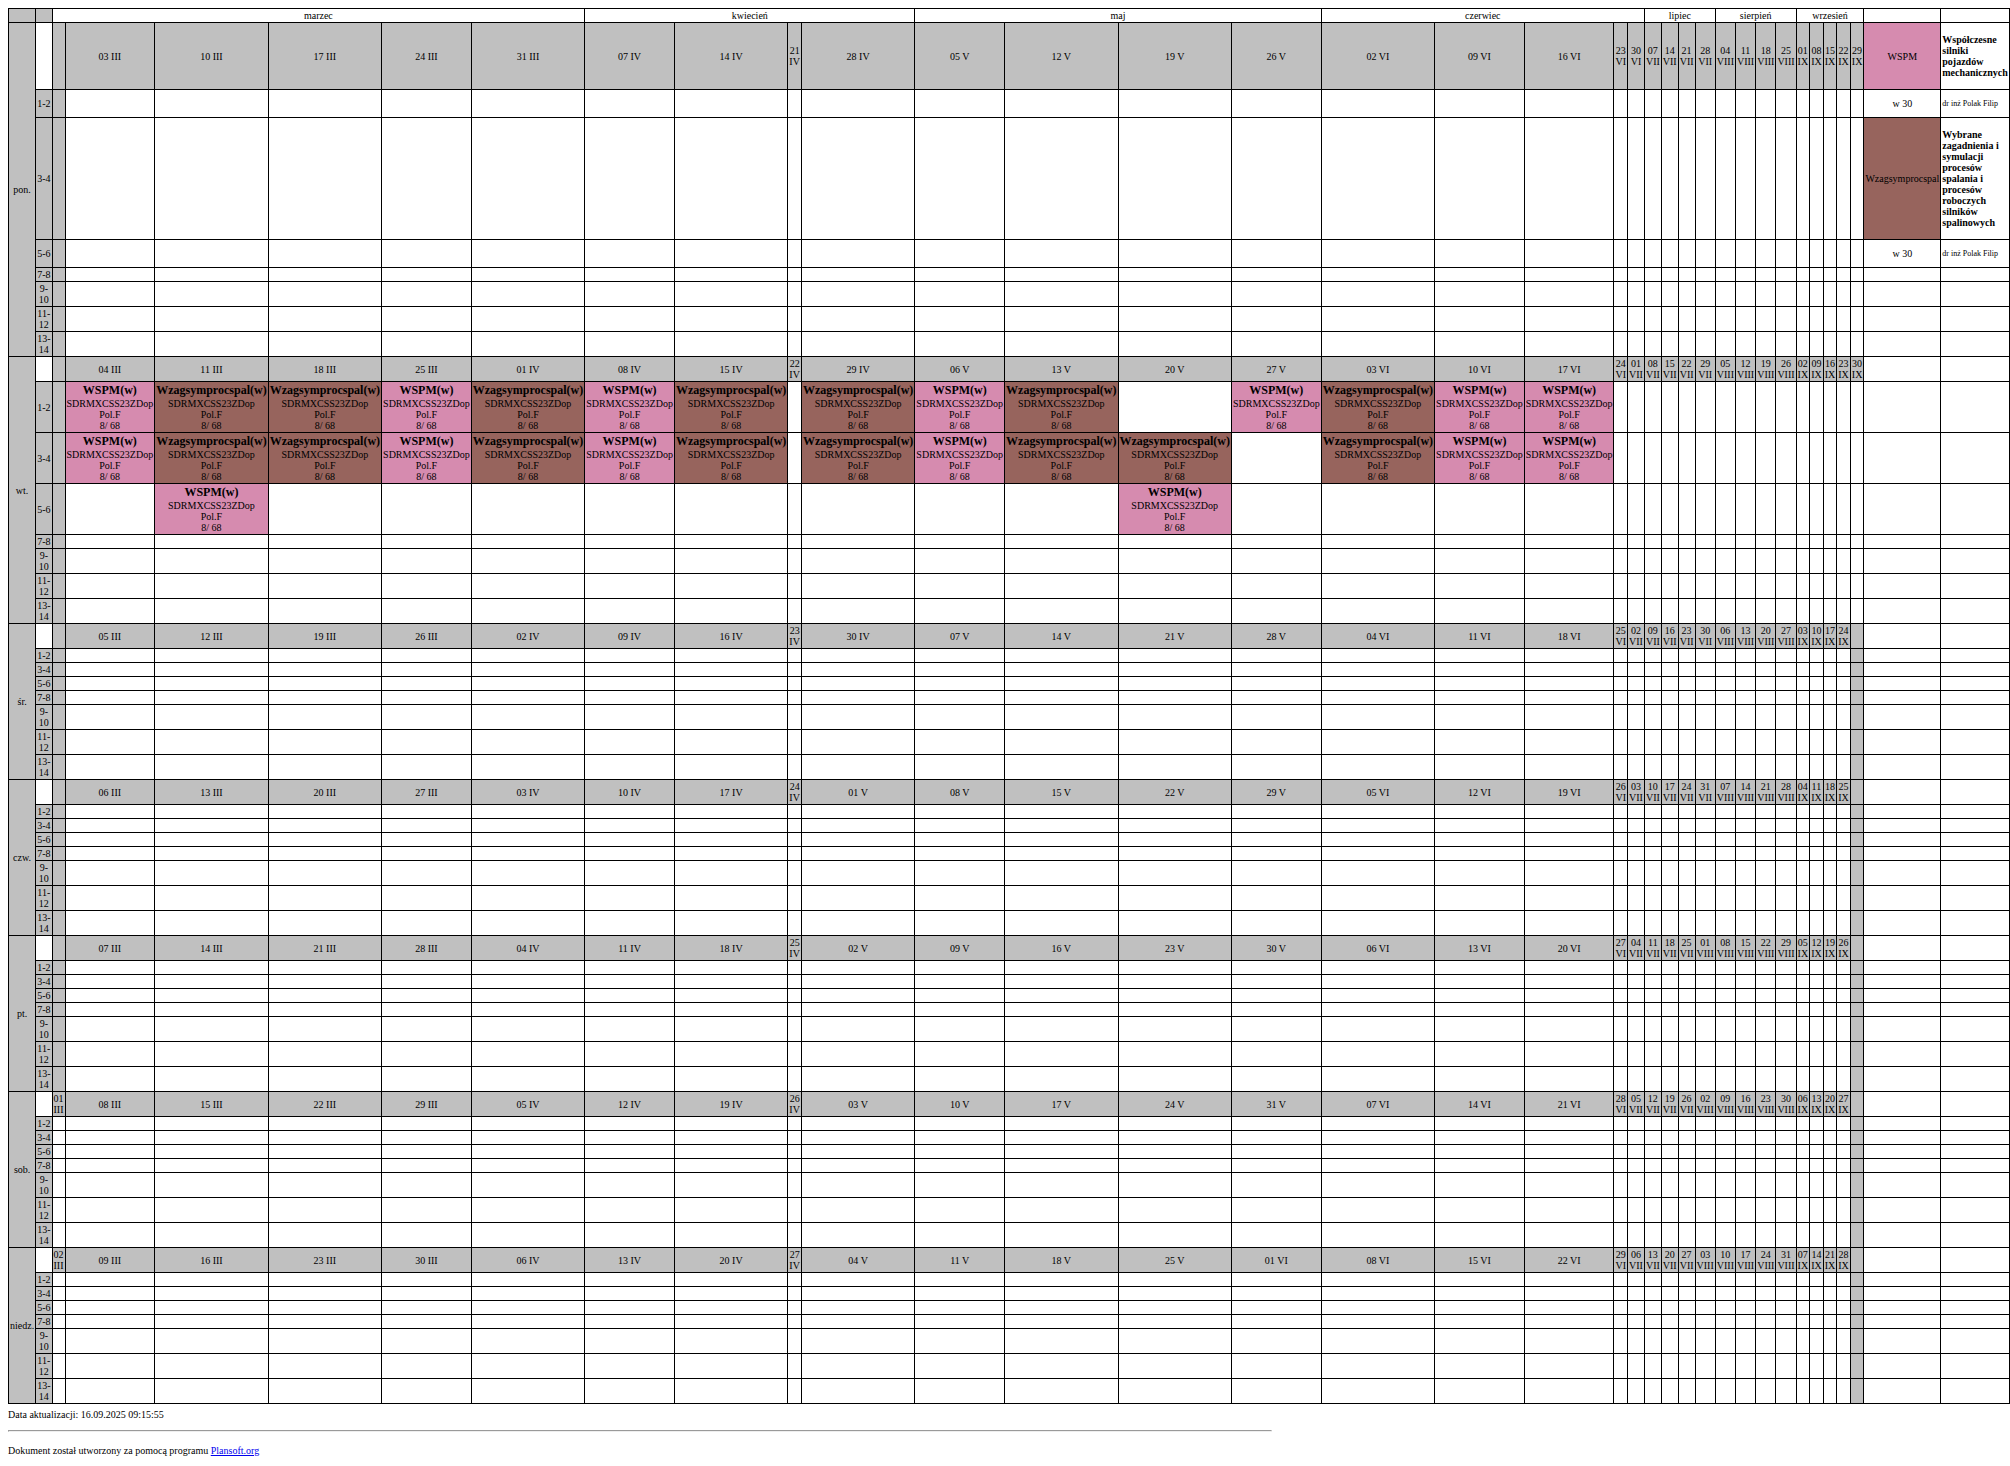 marzec kwiecień maj czerwiec lipiec sierpień wrzesień
pon. 03 III 10 III 17 III 24 III 31 III 07 IV 14 IV 21 IV 28 IV 05 V 12 V 19 V 26 V 02 VI 09 VI 16 VI 23 VI 30 VI 07 VII 14 VII 21 VII 28 VII 04 VIII 11 VIII 18 VIII 25 VIII 01 IX 08 IX 15 IX 22 IX 29 IX WSPM Współczesne silniki pojazdów mechanicznych
1-2 w 30 dr inż Polak Filip
3-4 Wzagsymprocspal Wybrane zagadnienia i symulacji procesów spalania i procesów roboczych silników spalinowych
5-6 w 30 dr inż Polak Filip
7-8
9-10
11-12
13-14
wt. 04 III 11 III 18 III 25 III 01 IV 08 IV 15 IV 22 IV 29 IV 06 V 13 V 20 V 27 V 03 VI 10 VI 17 VI 24 VI 01 VII 08 VII 15 VII 22 VII 29 VII 05 VIII 12 VIII 19 VIII 26 VIII 02 IX 09 IX 16 IX 23 IX 30 IX
WSPM(w) Wzagsymprocspal(w) Wzagsymprocspal(w) WSPM(w) Wzagsymprocspal(w) WSPM(w) Wzagsymprocspal(w) Wzagsymprocspal(w) WSPM(w) Wzagsymprocspal(w) WSPM(w) Wzagsymprocspal(w) WSPM(w) WSPM(w)
1-2 SDRMXCSS23ZDop SDRMXCSS23ZDop SDRMXCSS23ZDop SDRMXCSS23ZDop SDRMXCSS23ZDop SDRMXCSS23ZDop SDRMXCSS23ZDop SDRMXCSS23ZDop SDRMXCSS23ZDop SDRMXCSS23ZDop SDRMXCSS23ZDop SDRMXCSS23ZDop SDRMXCSS23ZDop SDRMXCSS23ZDop
Pol.F Pol.F Pol.F Pol.F Pol.F Pol.F Pol.F Pol.F Pol.F Pol.F Pol.F Pol.F Pol.F Pol.F
8/ 68 8/ 68 8/ 68 8/ 68 8/ 68 8/ 68 8/ 68 8/ 68 8/ 68 8/ 68 8/ 68 8/ 68 8/ 68 8/ 68
WSPM(w) Wzagsymprocspal(w) Wzagsymprocspal(w) WSPM(w) Wzagsymprocspal(w) WSPM(w) Wzagsymprocspal(w) Wzagsymprocspal(w) WSPM(w) Wzagsymprocspal(w) Wzagsymprocspal(w) Wzagsymprocspal(w) WSPM(w) WSPM(w)
3-4 SDRMXCSS23ZDop SDRMXCSS23ZDop SDRMXCSS23ZDop SDRMXCSS23ZDop SDRMXCSS23ZDop SDRMXCSS23ZDop SDRMXCSS23ZDop SDRMXCSS23ZDop SDRMXCSS23ZDop SDRMXCSS23ZDop SDRMXCSS23ZDop SDRMXCSS23ZDop SDRMXCSS23ZDop SDRMXCSS23ZDop
Pol.F Pol.F Pol.F Pol.F Pol.F Pol.F Pol.F Pol.F Pol.F Pol.F Pol.F Pol.F Pol.F Pol.F
8/ 68 8/ 68 8/ 68 8/ 68 8/ 68 8/ 68 8/ 68 8/ 68 8/ 68 8/ 68 8/ 68 8/ 68 8/ 68 8/ 68
WSPM(w) WSPM(w)
5-6 SDRMXCSS23ZDop SDRMXCSS23ZDop
Pol.F Pol.F
8/ 68 8/ 68
7-8
9-10
11-12
13-14
śr. 05 III 12 III 19 III 26 III 02 IV 09 IV 16 IV 23 IV 30 IV 07 V 14 V 21 V 28 V 04 VI 11 VI 18 VI 25 VI 02 VII 09 VII 16 VII 23 VII 30 VII 06 VIII 13 VIII 20 VIII 27 VIII 03 IX 10 IX 17 IX 24 IX
1-2
3-4
5-6
7-8
9-10
11-12
13-14
czw. 06 III 13 III 20 III 27 III 03 IV 10 IV 17 IV 24 IV 01 V 08 V 15 V 22 V 29 V 05 VI 12 VI 19 VI 26 VI 03 VII 10 VII 17 VII 24 VII 31 VII 07 VIII 14 VIII 21 VIII 28 VIII 04 IX 11 IX 18 IX 25 IX
1-2
3-4
5-6
7-8
9-10
11-12
13-14
pt. 07 III 14 III 21 III 28 III 04 IV 11 IV 18 IV 25 IV 02 V 09 V 16 V 23 V 30 V 06 VI 13 VI 20 VI 27 VI 04 VII 11 VII 18 VII 25 VII 01 VIII 08 VIII 15 VIII 22 VIII 29 VIII 05 IX 12 IX 19 IX 26 IX
1-2
3-4
5-6
7-8
9-10
11-12
13-14
sob. 01 III 08 III 15 III 22 III 29 III 05 IV 12 IV 19 IV 26 IV 03 V 10 V 17 V 24 V 31 V 07 VI 14 VI 21 VI 28 VI 05 VII 12 VII 19 VII 26 VII 02 VIII 09 VIII 16 VIII 23 VIII 30 VIII 06 IX 13 IX 20 IX 27 IX
1-2
3-4
5-6
7-8
9-10
11-12
13-14
niedz. 02 III 09 III 16 III 23 III 30 III 06 IV 13 IV 20 IV 27 IV 04 V 11 V 18 V 25 V 01 VI 08 VI 15 VI 22 VI 29 VI 06 VII 13 VII 20 VII 27 VII 03 VIII 10 VIII 17 VIII 24 VIII 31 VIII 07 IX 14 IX 21 IX 28 IX
1-2
3-4
5-6
7-8
9-10
11-12
13-14
Data aktualizacji: 16.09.2025 09:15:55
Dokument został utworzony za pomocą programu Plansoft.org